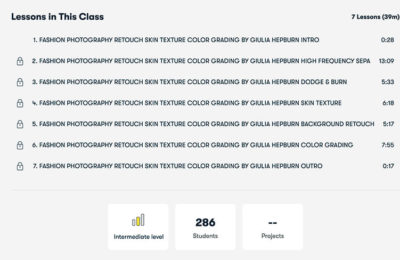 Lessons in This Class 7 Lessons (39m)
1. FASHION PHOTOGRAPHY RETOUCH SKIN TEXTURE COLOR GRADING BY GIULIA HEPBURN INTRO 0:28
2. FASHION PHOTOGRAPHY RETOUCH SKIN TEXTURE COLOR GRADING BY GIULIA HEPBURN HIGH FREQUENCY SEPA 13:09
3. FASHION PHOTOGRAPHY RETOUCH SKIN TEXTURE COLOR GRADING BY GIULIA HEPBURN DODGE & BURN 5:33
4. FASHION PHOTOGRAPHY RETOUCH SKIN TEXTURE COLOR GRADING BY GIULIA HEPBURN SKIN TEXTURE 6:18
5. FASHION PHOTOGRAPHY RETOUCH SKIN TEXTURE COLOR GRADING BY GIULIA HEPBURN BACKGROUND RETOUCH 5:17
6. FASHION PHOTOGRAPHY RETOUCH SKIN TEXTURE COLOR GRADING BY GIULIA HEPBURN COLOR GRADING 7:55
7. FASHION PHOTOGRAPHY RETOUCH SKIN TEXTURE COLOR GRADING BY GIULIA HEPBURN OUTRO 0:17
286 --
Intermediate level Students Projects